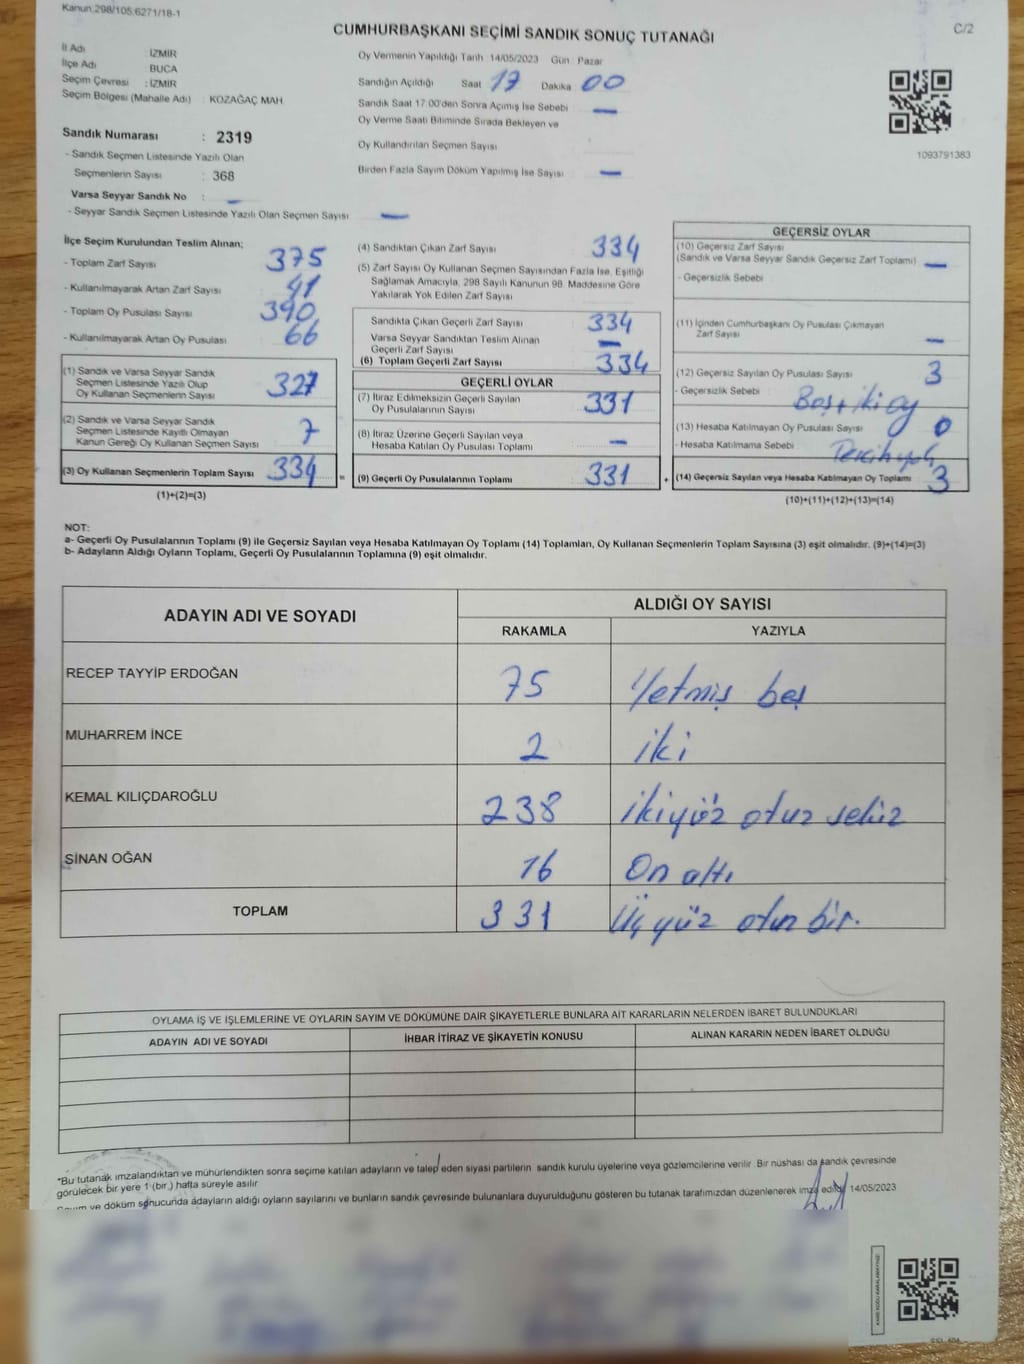 Kanun.298/105.6271/18-1
CUMHURBAŞKANI SEÇİMİ SANDIK SONUÇ TUTANAĞI
C/2
İl Adı : İZMİR
İlçe Adı : BUCA
Seçim Çevresi : İZMİR
Seçim Bölgesi (Mahalle Adı) : KOZAĞAÇ MAH
Sandık Numarası : 2319
- Sandık Seçmen Listesinde Yazılı Olan
Seçmenlerin Sayısı : 368
Varsa Seyyar Sandık No : -
- Seyyar Sandık Seçmen Listesinde Yazılı Olan Seçmen Sayısı -
Oy Vermenin Yapıldığı Tarih 14/05/2023 Gün Pazar
Sandığın Açıldığı Saat 17 Dakika 00
Sandık Saat 17:00'den Sonra Açılmış İse Sebebi -
Oy Verme Saati Bitiminde Sırada Bekleyen ve
Oy Kullandırılan Seçmen Sayısı
Birden Fazla Sayım Döküm Yapılmış İse Sayısı -
1093791383
İlçe Seçim Kurulundan Teslim Alınan;
- Toplam Zarf Sayısı 375
- Kullanılmayarak Artan Zarf Sayısı 41
- Toplam Oy Pusulası Sayısı 390
- Kullanılmayarak Artan Oy Pusulası 66
(1) Sandık ve Varsa Seyyar Sandık
Seçmen Listesinde Yazılı Olup
Oy Kullanan Seçmenlerin Sayısı 327
(2) Sandık ve Varsa Seyyar Sandık
Seçmen Listesinde Kayıtlı Olmayan
Kanun Gereği Oy Kullanan Seçmen Sayısı 7
(3) Oy Kullanan Seçmenlerin Toplam Sayısı 334 =
(1)+(2)=(3)
(4) Sandıktan Çıkan Zarf Sayısı 334
(5) Zarf Sayısı Oy Kullanan Seçmen Sayısından Fazla İse, Eşitliği
Sağlamak Amacıyla, 298 Sayılı Kanunun 98. Maddesine Göre
Yakılarak Yok Edilen Zarf Sayısı
Sandıkta Çıkan Geçerli Zarf Sayısı : 334
Varsa Seyyar Sandıktan Teslim Alınan
Geçerli Zarf Sayısı : -
(6) Toplam Geçerli Zarf Sayısı : 334
GEÇERLİ OYLAR
(7) İtiraz Edilmeksizin Geçerli Sayılan
Oy Pusulalarının Sayısı : 331
(8) İtiraz Üzerine Geçerli Sayılan veya
Hesaba Katılan Oy Pusulası Toplamı : -
(9) Geçerli Oy Pusulalarının Toplamı : 331 +
GEÇERSİZ OYLAR
(10) Geçersiz Zarf Sayısı
(Sandık ve Varsa Seyyar Sandık Geçersiz Zarf Toplamı) : -
- Geçersizlik Sebebi :
(11) İçinden Cumhurbaşkanı Oy Pusulası Çıkmayan
Zarf Sayısı : -
(12) Geçersiz Sayılan Oy Pusulası Sayısı : 3
- Geçersizlik Sebebi : Boş + iki oy
(13) Hesaba Katılmayan Oy Pusulası Sayısı : 0
- Hesaba Katılmama Sebebi :
(14) Geçersiz Sayılan veya Hesaba Katılmayan Oy Toplamı : 3
(10)+(11)+(12)+(13)=(14)
NOT:
a- Geçerli Oy Pusulalarının Toplamı (9) ile Geçersiz Sayılan veya Hesaba Katılmayan Oy Toplamı (14) Toplamları, Oy Kullanan Seçmenlerin Toplam Sayısına (3) eşit olmalıdır. (9)+(14)=(3)
b- Adayların Aldığı Oyların Toplamı, Geçerli Oy Pusulalarının Toplamına (9) eşit olmalıdır.
ADAYIN ADI VE SOYADI
ALDIĞI OY SAYISI
RAKAMLA YAZIYLA
RECEP TAYYİP ERDOĞAN 75 Yetmiş beş
MUHARREM İNCE 2 iki
KEMAL KILIÇDAROĞLU 238 ikiyüz otuz sekiz
SİNAN OĞAN 16 On altı
TOPLAM 331 Üçyüz otuz bir.
OYLAMA İŞ VE İŞLEMLERİNE VE OYLARIN SAYIM VE DÖKÜMÜNE DAİR ŞİKAYETLERLE BUNLARA AİT KARARLARIN NELERDEN İBARET BULUNDUKLARI
ADAYIN ADI VE SOYADI İHBAR İTİRAZ VE ŞİKAYETİN KONUSU ALINAN KARARIN NEDEN İBARET OLDUĞU
*Bu tutanak imzalandıktan ve mühürlendikten sonra seçime katılan adayların ve talep eden siyasi partilerin sandık kurulu üyelerine veya gözlemcilerine verilir. Bir nüshası da sandık çevresinde
görülecek bir yere 1 (bir) hafta süreyle asılır.
ve döküm sonucunda adayların aldığı oyların sayılarını ve bunların sandık çevresinde bulunanlara duyurulduğunu gösteren bu tutanak tarafımızdan düzenlenerek imza edildi. 14/05/2023